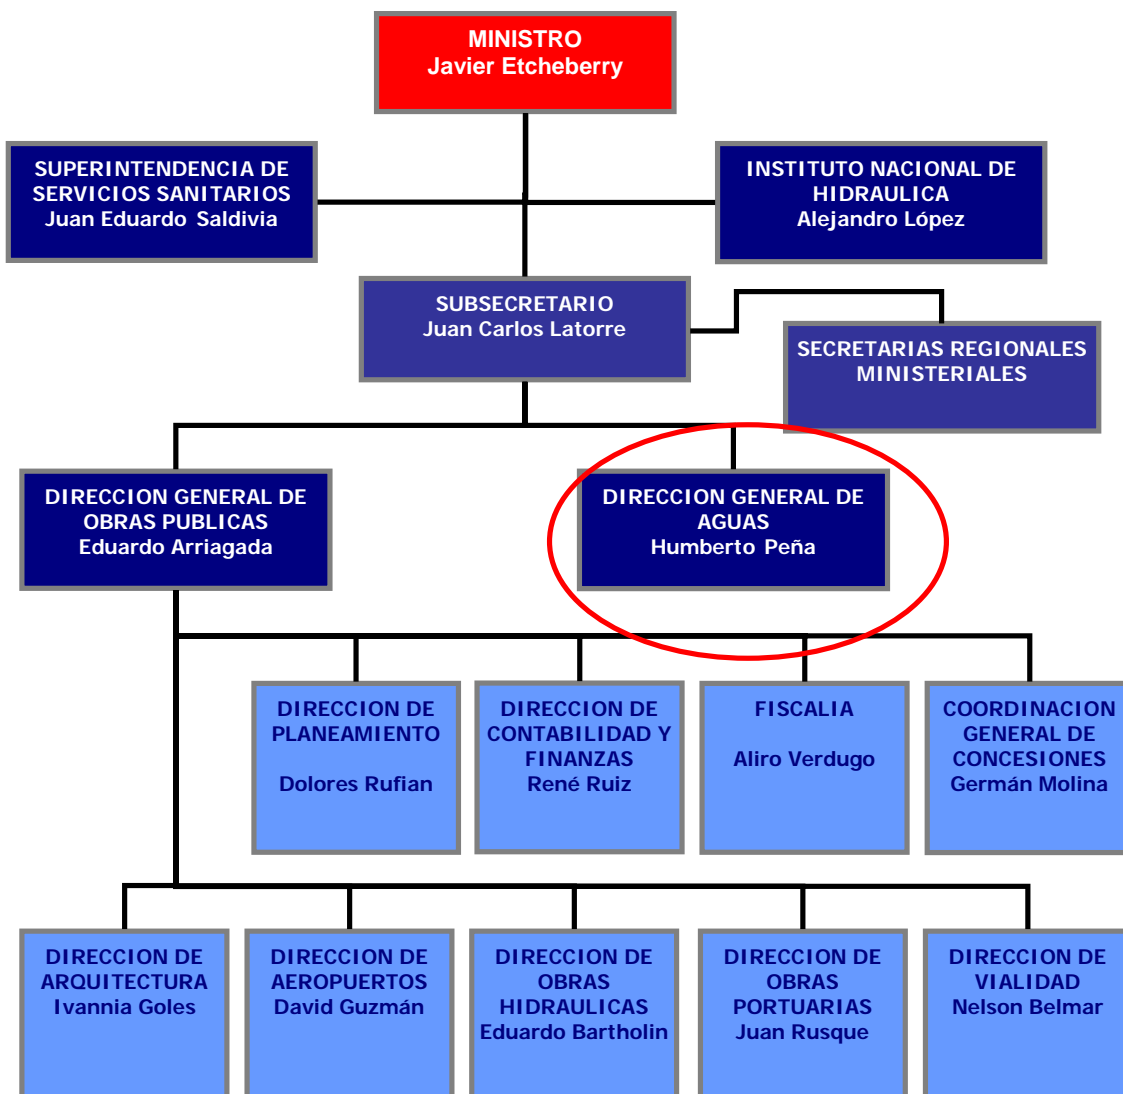 MINISTRO
Javier Etcheberry
SUPERINTENDENCIA DE
SERVICIOS SANITARIOS
Juan Eduardo Saldivia
INSTITUTO NACIONAL DE
HIDRAULICA
Alejandro López
SUBSECRETARIO
Juan Carlos Latorre
SECRETARIAS REGIONALES
MINISTERIALES
DIRECCION GENERAL DE
OBRAS PUBLICAS
Eduardo Arriagada
DIRECCION GENERAL DE
AGUAS
Humberto Peña
DIRECCION DE
PLANEAMIENTO
Dolores Rufian
DIRECCION DE
CONTABILIDAD Y
FINANZAS
René Ruiz
FISCALIA
Aliro Verdugo
COORDINACION
GENERAL DE
CONCESIONES
Germán Molina
DIRECCION DE
ARQUITECTURA
Ivannia Goles
DIRECCION DE
AEROPUERTOS
David Guzmán
DIRECCION DE
OBRAS
HIDRAULICAS
Eduardo Bartholin
DIRECCION DE
OBRAS
PORTUARIAS
Juan Rusque
DIRECCION DE
VIALIDAD
Nelson Belmar